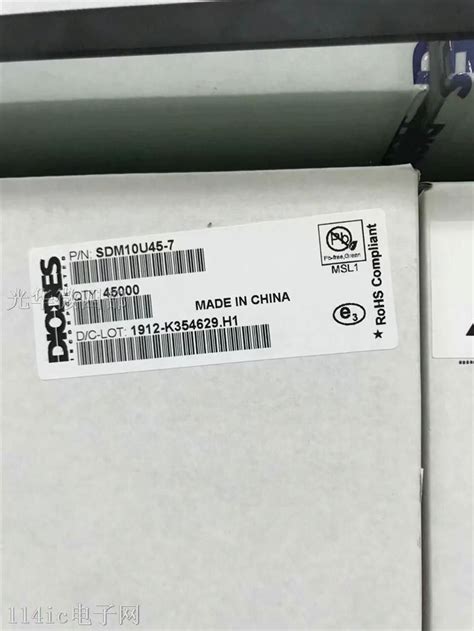 DIODES
INCORPORATED
P/N: SDM10U45-7
QTY: 45000
MADE IN CHINA
D/C-LOT: 1912-K354629.H1
Pb
Pb-free,Green
MSL1
e3
★ RoHS Compliant
114ic电子网